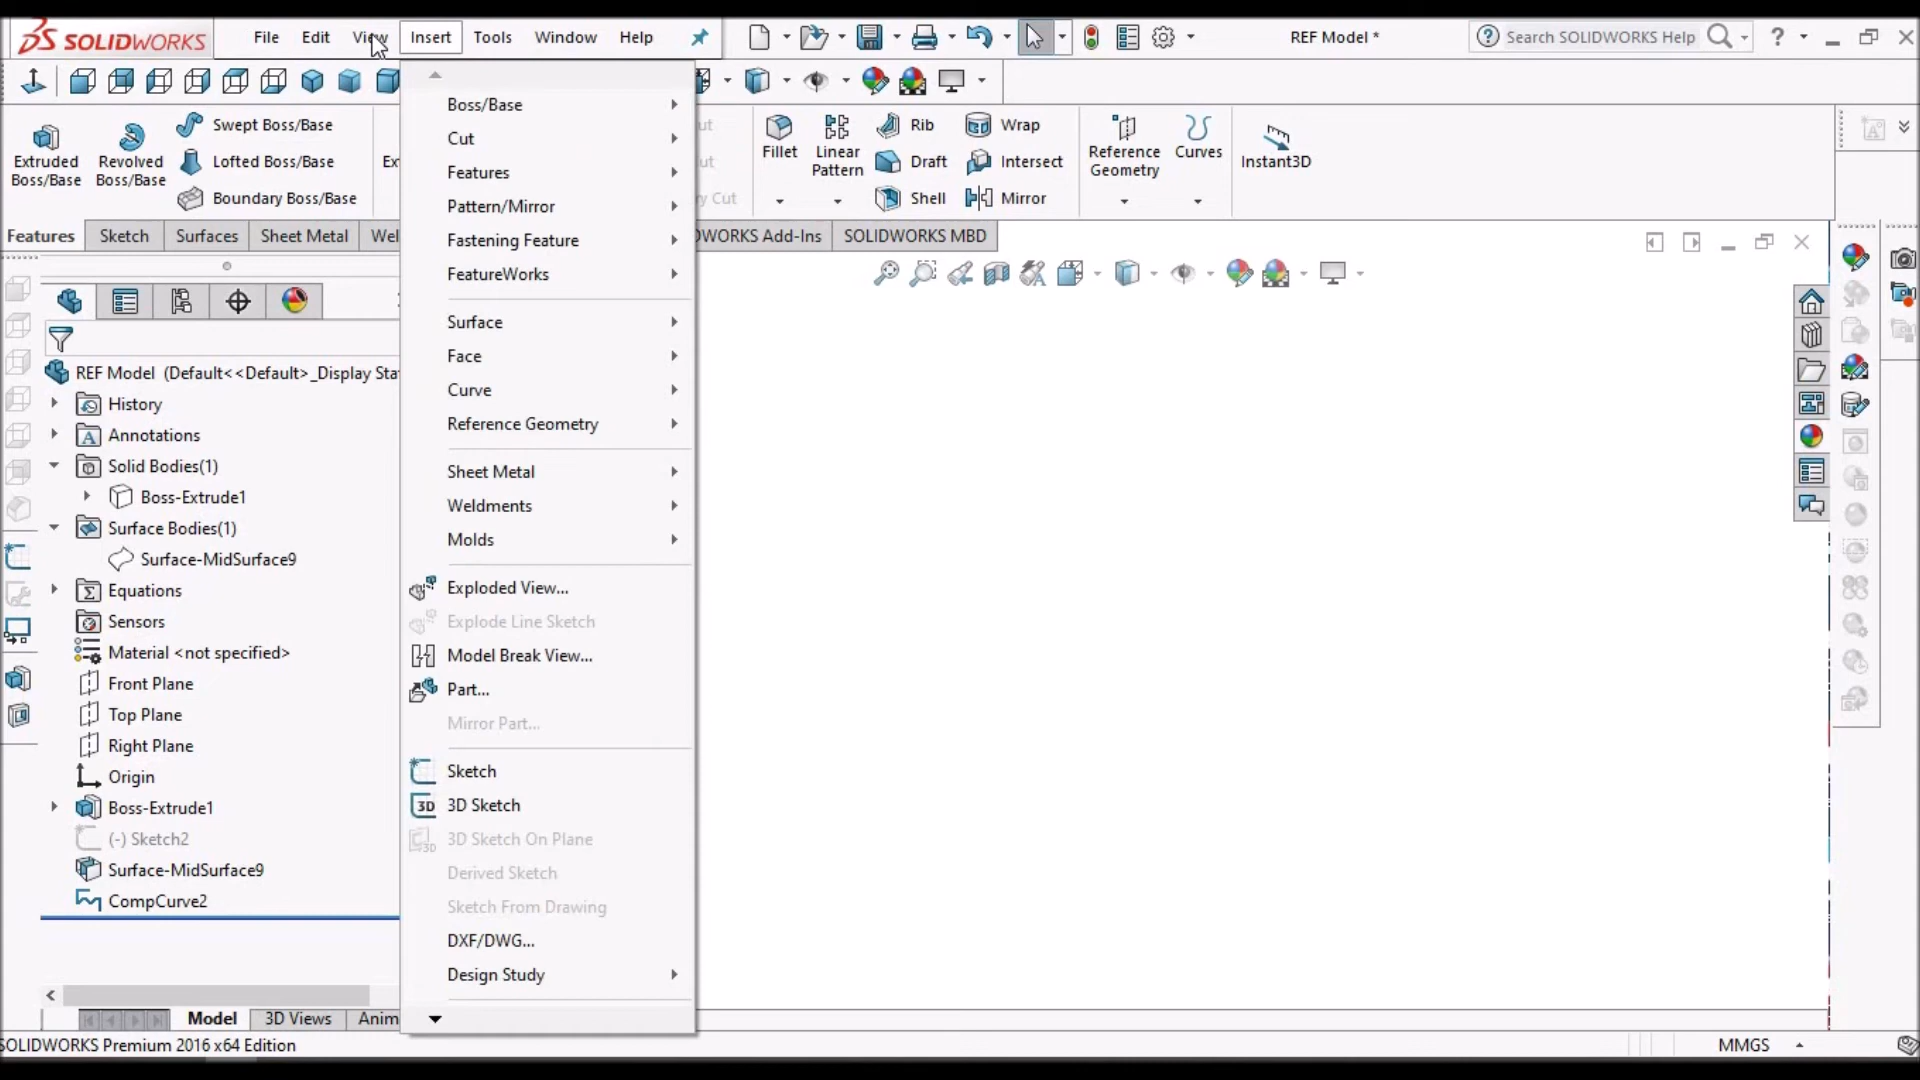 SOLIDWORKS File Edit View Insert Tools Window Help REF Model * Search SOLIDWORKS Help
Extruded Boss/Base
Revolved Boss/Base
Swept Boss/Base
Lofted Boss/Base
Boundary Boss/Base
Fillet
Linear Pattern
Rib
Draft
Shell
Wrap
Intersect
Mirror
Reference Geometry
Curves
Instant3D
Features Sketch Surfaces Sheet Metal Wel DWORKS Add-Ins SOLIDWORKS MBD
REF Model (Default<<Default>_Display Sta
History
Annotations
Solid Bodies(1)
Boss-Extrude1
Surface Bodies(1)
Surface-MidSurface9
Equations
Sensors
Material <not specified>
Front Plane
Top Plane
Right Plane
Origin
Boss-Extrude1
(-) Sketch2
Surface-MidSurface9
CompCurve2
Boss/Base
Cut
Features
Pattern/Mirror
Fastening Feature
FeatureWorks
Surface
Face
Curve
Reference Geometry
Sheet Metal
Weldments
Molds
Exploded View...
Explode Line Sketch
Model Break View...
Part...
Mirror Part...
Sketch
3D Sketch
3D Sketch On Plane
Derived Sketch
Sketch From Drawing
DXF/DWG...
Design Study
Model 3D Views Anim
SOLIDWORKS Premium 2016 x64 Edition MMGS